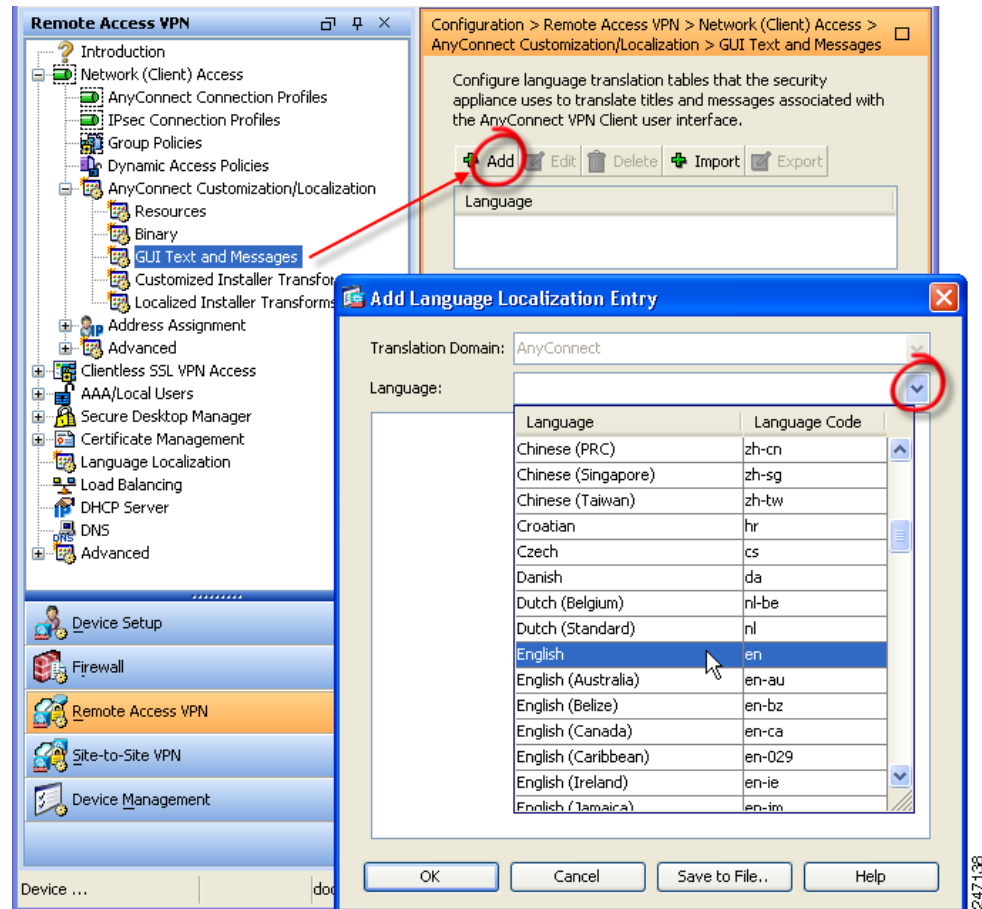 Remote Access VPN
Introduction
Network (Client) Access
AnyConnect Connection Profiles
IPsec Connection Profiles
Group Policies
Dynamic Access Policies
AnyConnect Customization/Localization
Resources
Binary
GUI Text and Messages
Customized Installer Transfor
Localized Installer Transforms
IP
Address Assignment
Advanced
Clientless SSL VPN Access
AAA/Local Users
Secure Desktop Manager
Certificate Management
Language Localization
Load Balancing
DHCP Server
DNS
DNS
Advanced
Device Setup
Firewall
Remote Access VPN
Site-to-Site VPN
Device Management
Device ...
doc
Configuration > Remote Access VPN > Network (Client) Access >
AnyConnect Customization/Localization > GUI Text and Messages
Configure language translation tables that the security
appliance uses to translate titles and messages associated with
the AnyConnect VPN Client user interface.
Add Edit Delete Import Export
Language
Add Language Localization Entry
Translation Domain: AnyConnect
Language:
Language Language Code
Chinese (PRC) zh-cn
Chinese (Singapore) zh-sg
Chinese (Taiwan) zh-tw
Croatian hr
Czech cs
Danish da
Dutch (Belgium) nl-be
Dutch (Standard) nl
English en
English (Australia) en-au
English (Belize) en-bz
English (Canada) en-ca
English (Caribbean) en-029
English (Ireland) en-ie
English (Jamaica) en-jm
OK Cancel Save to File.. Help
247138